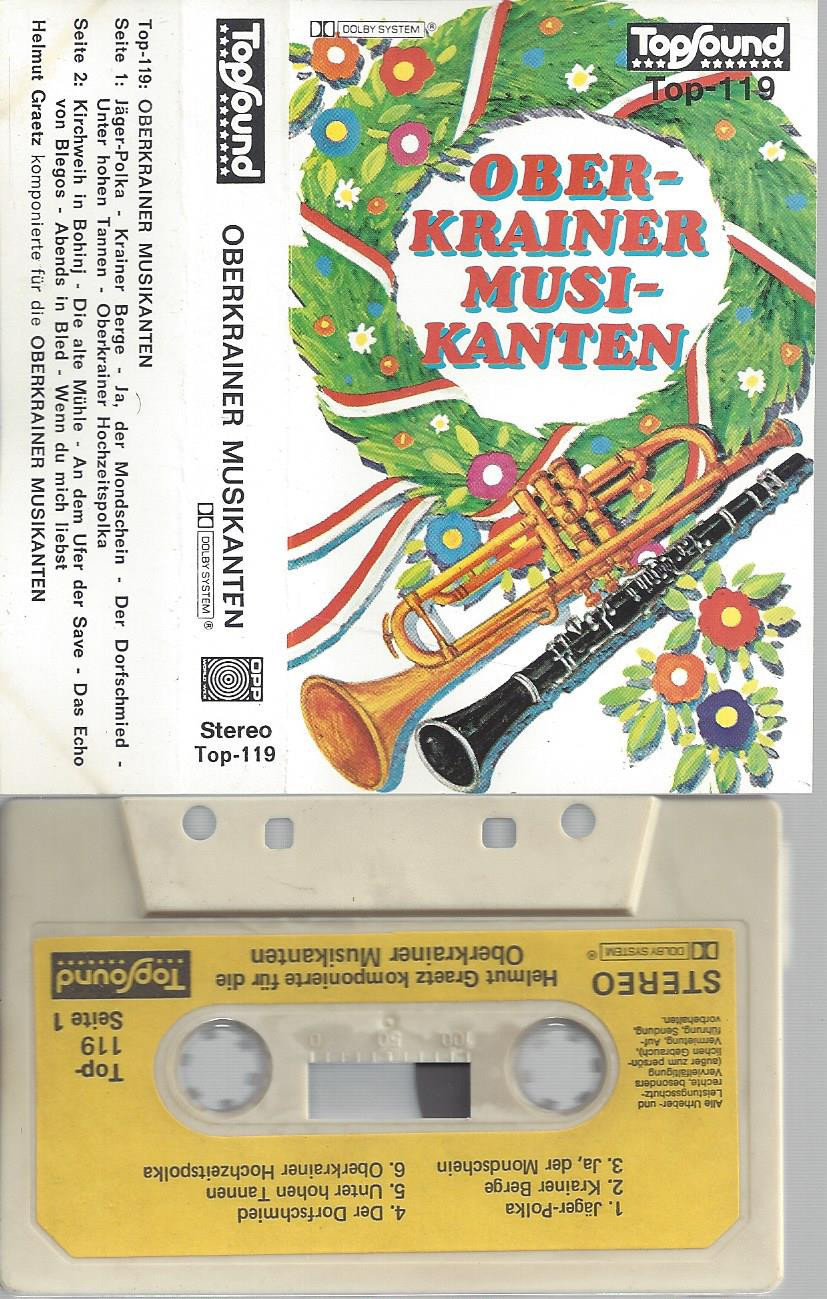 DOLBY SYSTEM ®
TopSound
Top-119
OBER-
KRAINER
MUSI-
KANTEN
TopSound
OBERKRAINER MUSIKANTEN
DOLBY SYSTEM ®
OPP
WORLD WIDE
Stereo
Top-119
Top-119: OBERKRAINER MUSIKANTEN
Seite 1: Jäger-Polka - Krainer Berge - Ja, der Mondschein - Der Dorfschmied -
Unter hohen Tannen - Oberkrainer Hochzeitspolka
Seite 2: Kirchweih in Bohinj - Die alte Mühle - An dem Ufer der Save - Das Echo
von Blegos - Abends in Bled - Wenn du mich liebst
Helmut Graetz komponierte für die OBERKRAINER MUSIKANTEN
1. Jäger-Polka
2. Krainer Berge
3. Ja, der Mondschein
4. Der Dorfschmied
5. Unter hohen Tannen
6. Oberkrainer Hochzeitspolka
Alle Urheber- und
Leistungsschutz-
rechte, besonders
Vervielfältigung
(außer zum persön-
lichen Gebrauch),
Vermietung, Auf-
führung, Sendung,
vorbehalten.
Top-
119
Seite 1
100 50 0
STEREO
DOLBY SYSTEM ®
Helmut Graetz komponierte für die
Oberkrainer Musikanten
TopSound